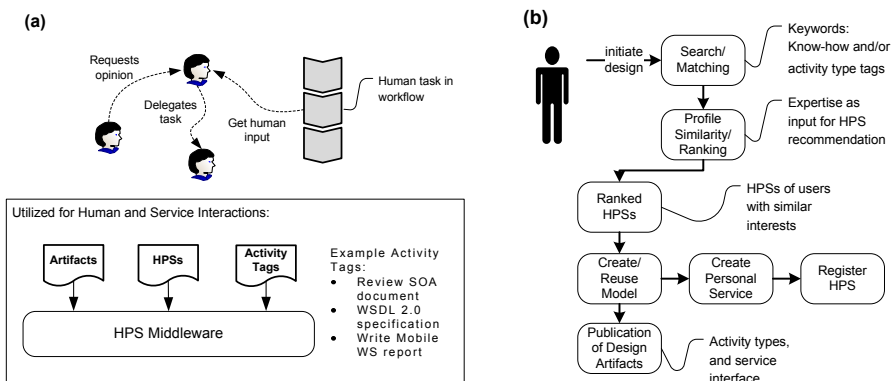 (a)
Requests
opinion
Delegates
task
Get human
input
Human task in
workflow
Utilized for Human and Service Interactions:
Artifacts
HPSs
Activity
Tags
HPS Middleware
Example Activity
Tags:
• Review SOA
document
• WSDL 2.0
specification
• Write Mobile
WS report
(b)
initiate
design
Search/
Matching
Keywords:
Know-how and/or
activity type tags
Profile
Similarity/
Ranking
Expertise as
input for HPS
recommendation
Ranked
HPSs
HPSs of users
with similar
interests
Create/
Reuse
Model
Create
Personal
Service
Register
HPS
Publication
of Design
Artifacts
Activity types,
and service
interface